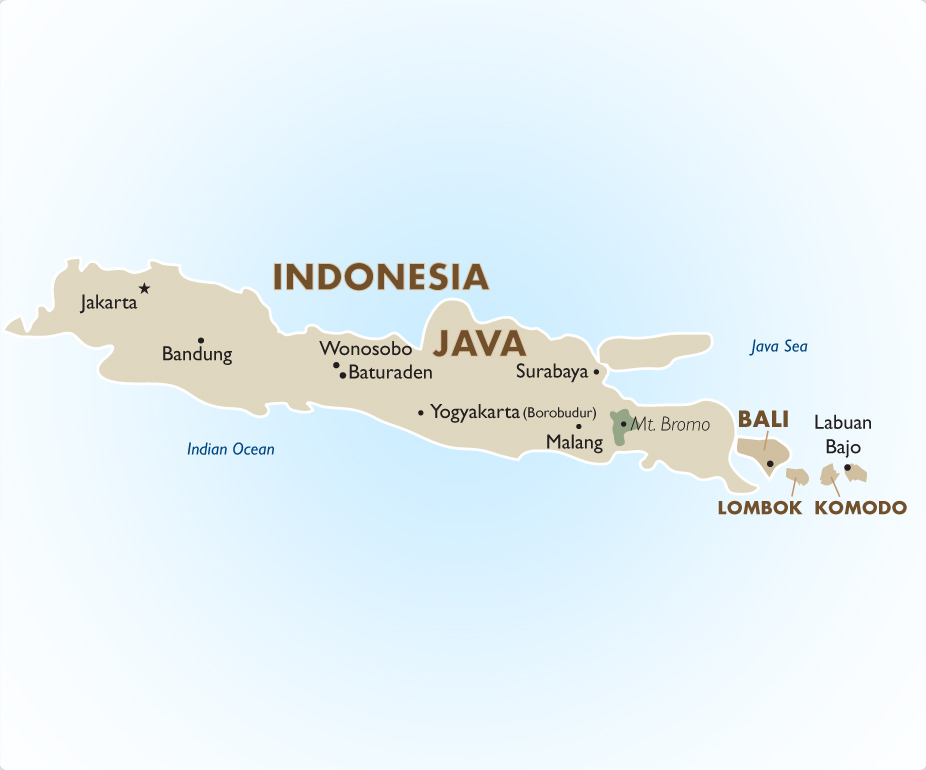 INDONESIA
Jakarta
JAVA
Java Sea
Wonosobo
Bandung
Baturaden
Surabaya
Yogyakarta (Borobudur)
Mt. Bromo
BALI
Labuan
Bajo
Malang
Indian Ocean
LOMBOK
KOMODO